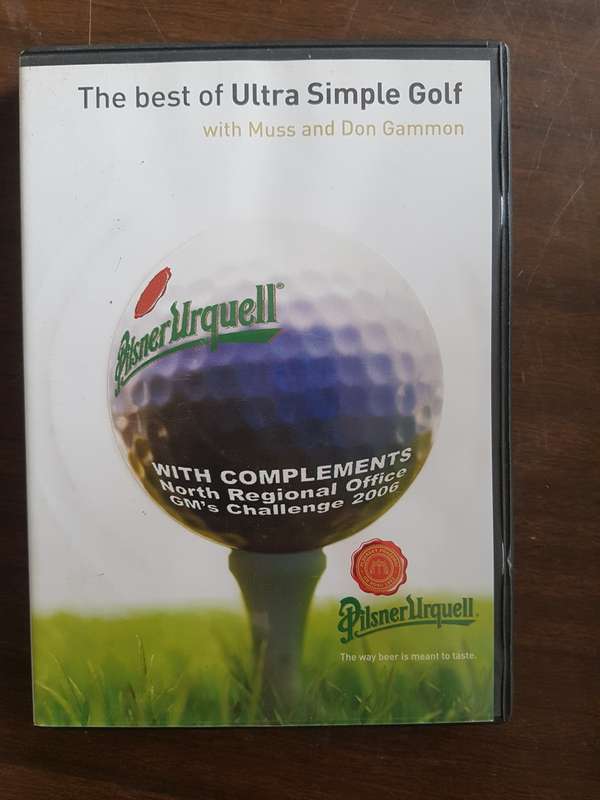 The best of Ultra Simple Golf
with Muss and Don Gammon
Pilsner Urquell®
WITH COMPLEMENTS
North Regional Office
GM's Challenge 2006
Pilsner Urquell
The way beer is meant to taste.